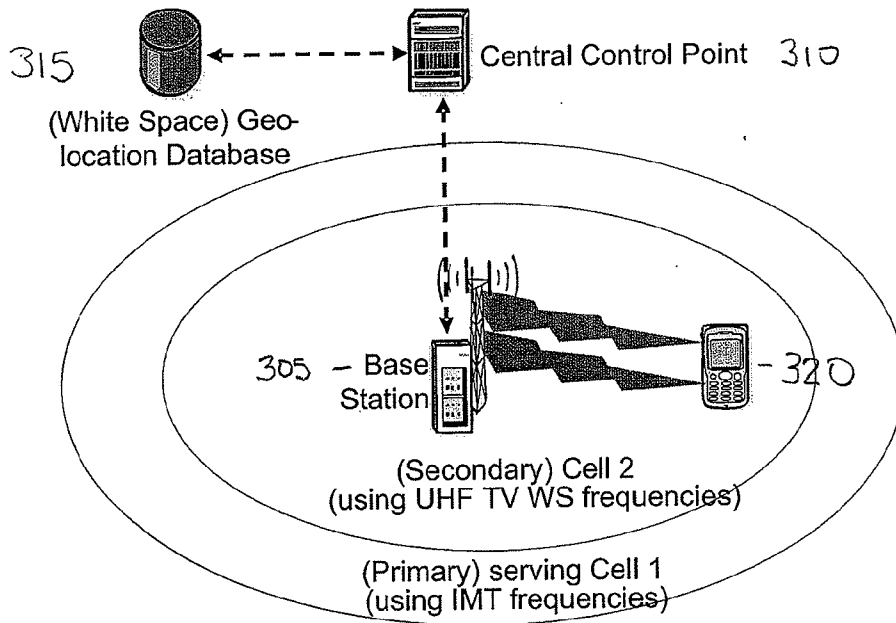 315
Central Control Point 310
(White Space) Geo-
location Database
305 – Base
Station
-320
(Secondary) Cell 2
(using UHF TV WS frequencies)
(Primary) serving Cell 1
(using IMT frequencies)